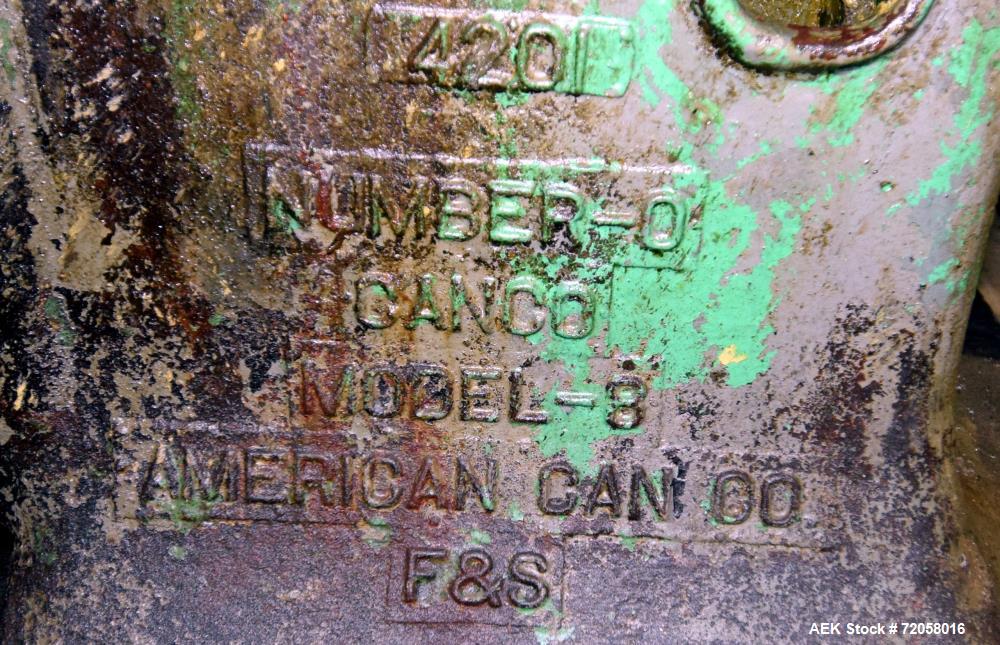 420
NUMBER-0
CANCO
MODEL-8
AMERICAN CAN CO
F&S
AEK Stock # 72058016